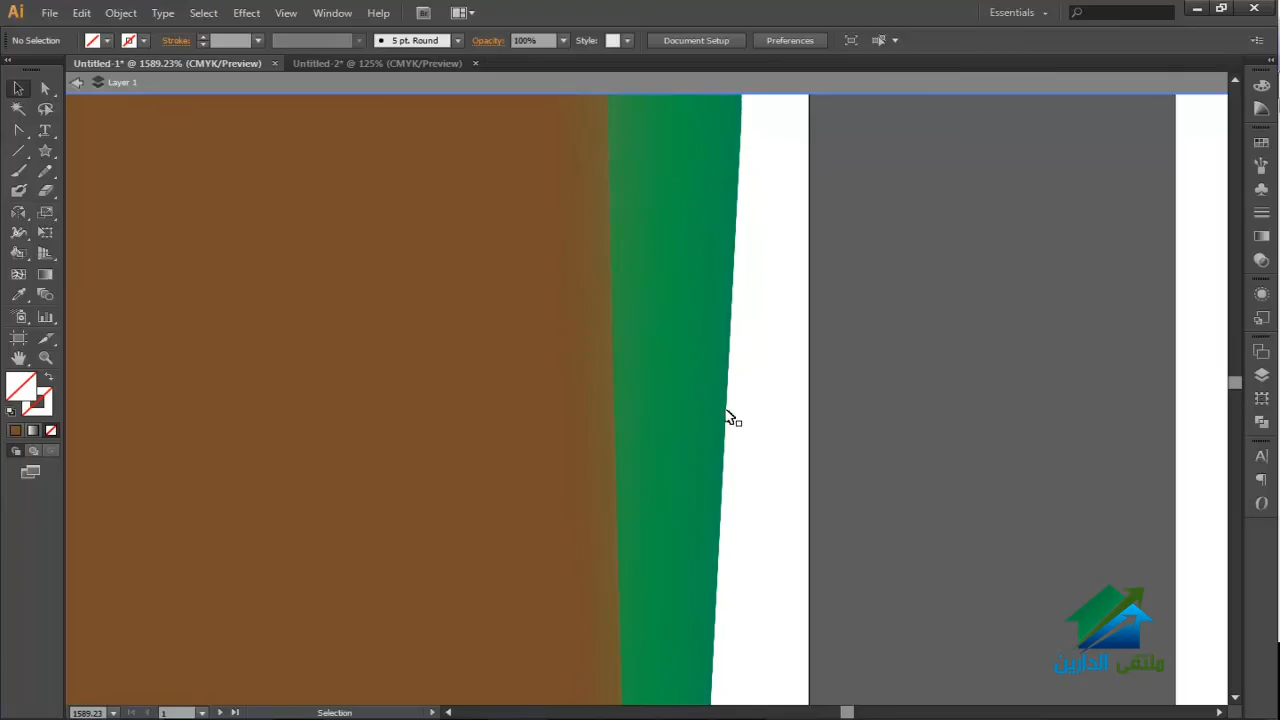 Ai File Edit Object Type Select Effect View Window Help Br Essentials
No Selection Stroke: 5 pt. Round Opacity: 100% Style: Document Setup Preferences
Untitled-1* @ 1589.23% (CMYK/Preview) × Untitled-2* @ 125% (CMYK/Preview) ×
Layer 1
T
A
ملتقى الدارين
1589.23 1 Selection